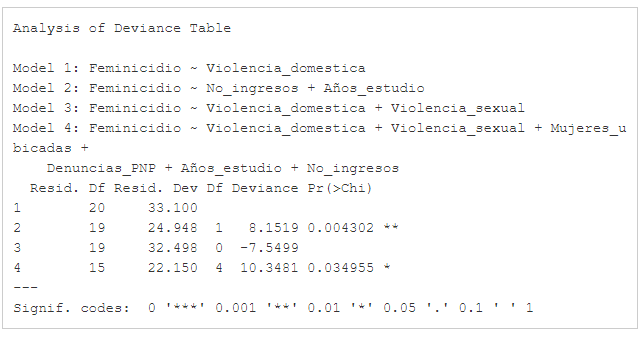 Analysis of Deviance Table
Model 1: Feminicidio ~ Violencia_domestica
Model 2: Feminicidio ~ No_ingresos + Años_estudio
Model 3: Feminicidio ~ Violencia_domestica + Violencia_sexual
Model 4: Feminicidio ~ Violencia_domestica + Violencia_sexual + Mujeres_u
bicadas +
    Denuncias_PNP + Años_estudio + No_ingresos
  Resid. Df Resid. Dev Df Deviance Pr(>Chi)
1        20     33.100
2        19     24.948  1   8.1519 0.004302 **
3        19     32.498  0  -7.5499
4        15     22.150  4  10.3481 0.034955 *
---
Signif. codes:  0 '***' 0.001 '**' 0.01 '*' 0.05 '.' 0.1 ' ' 1